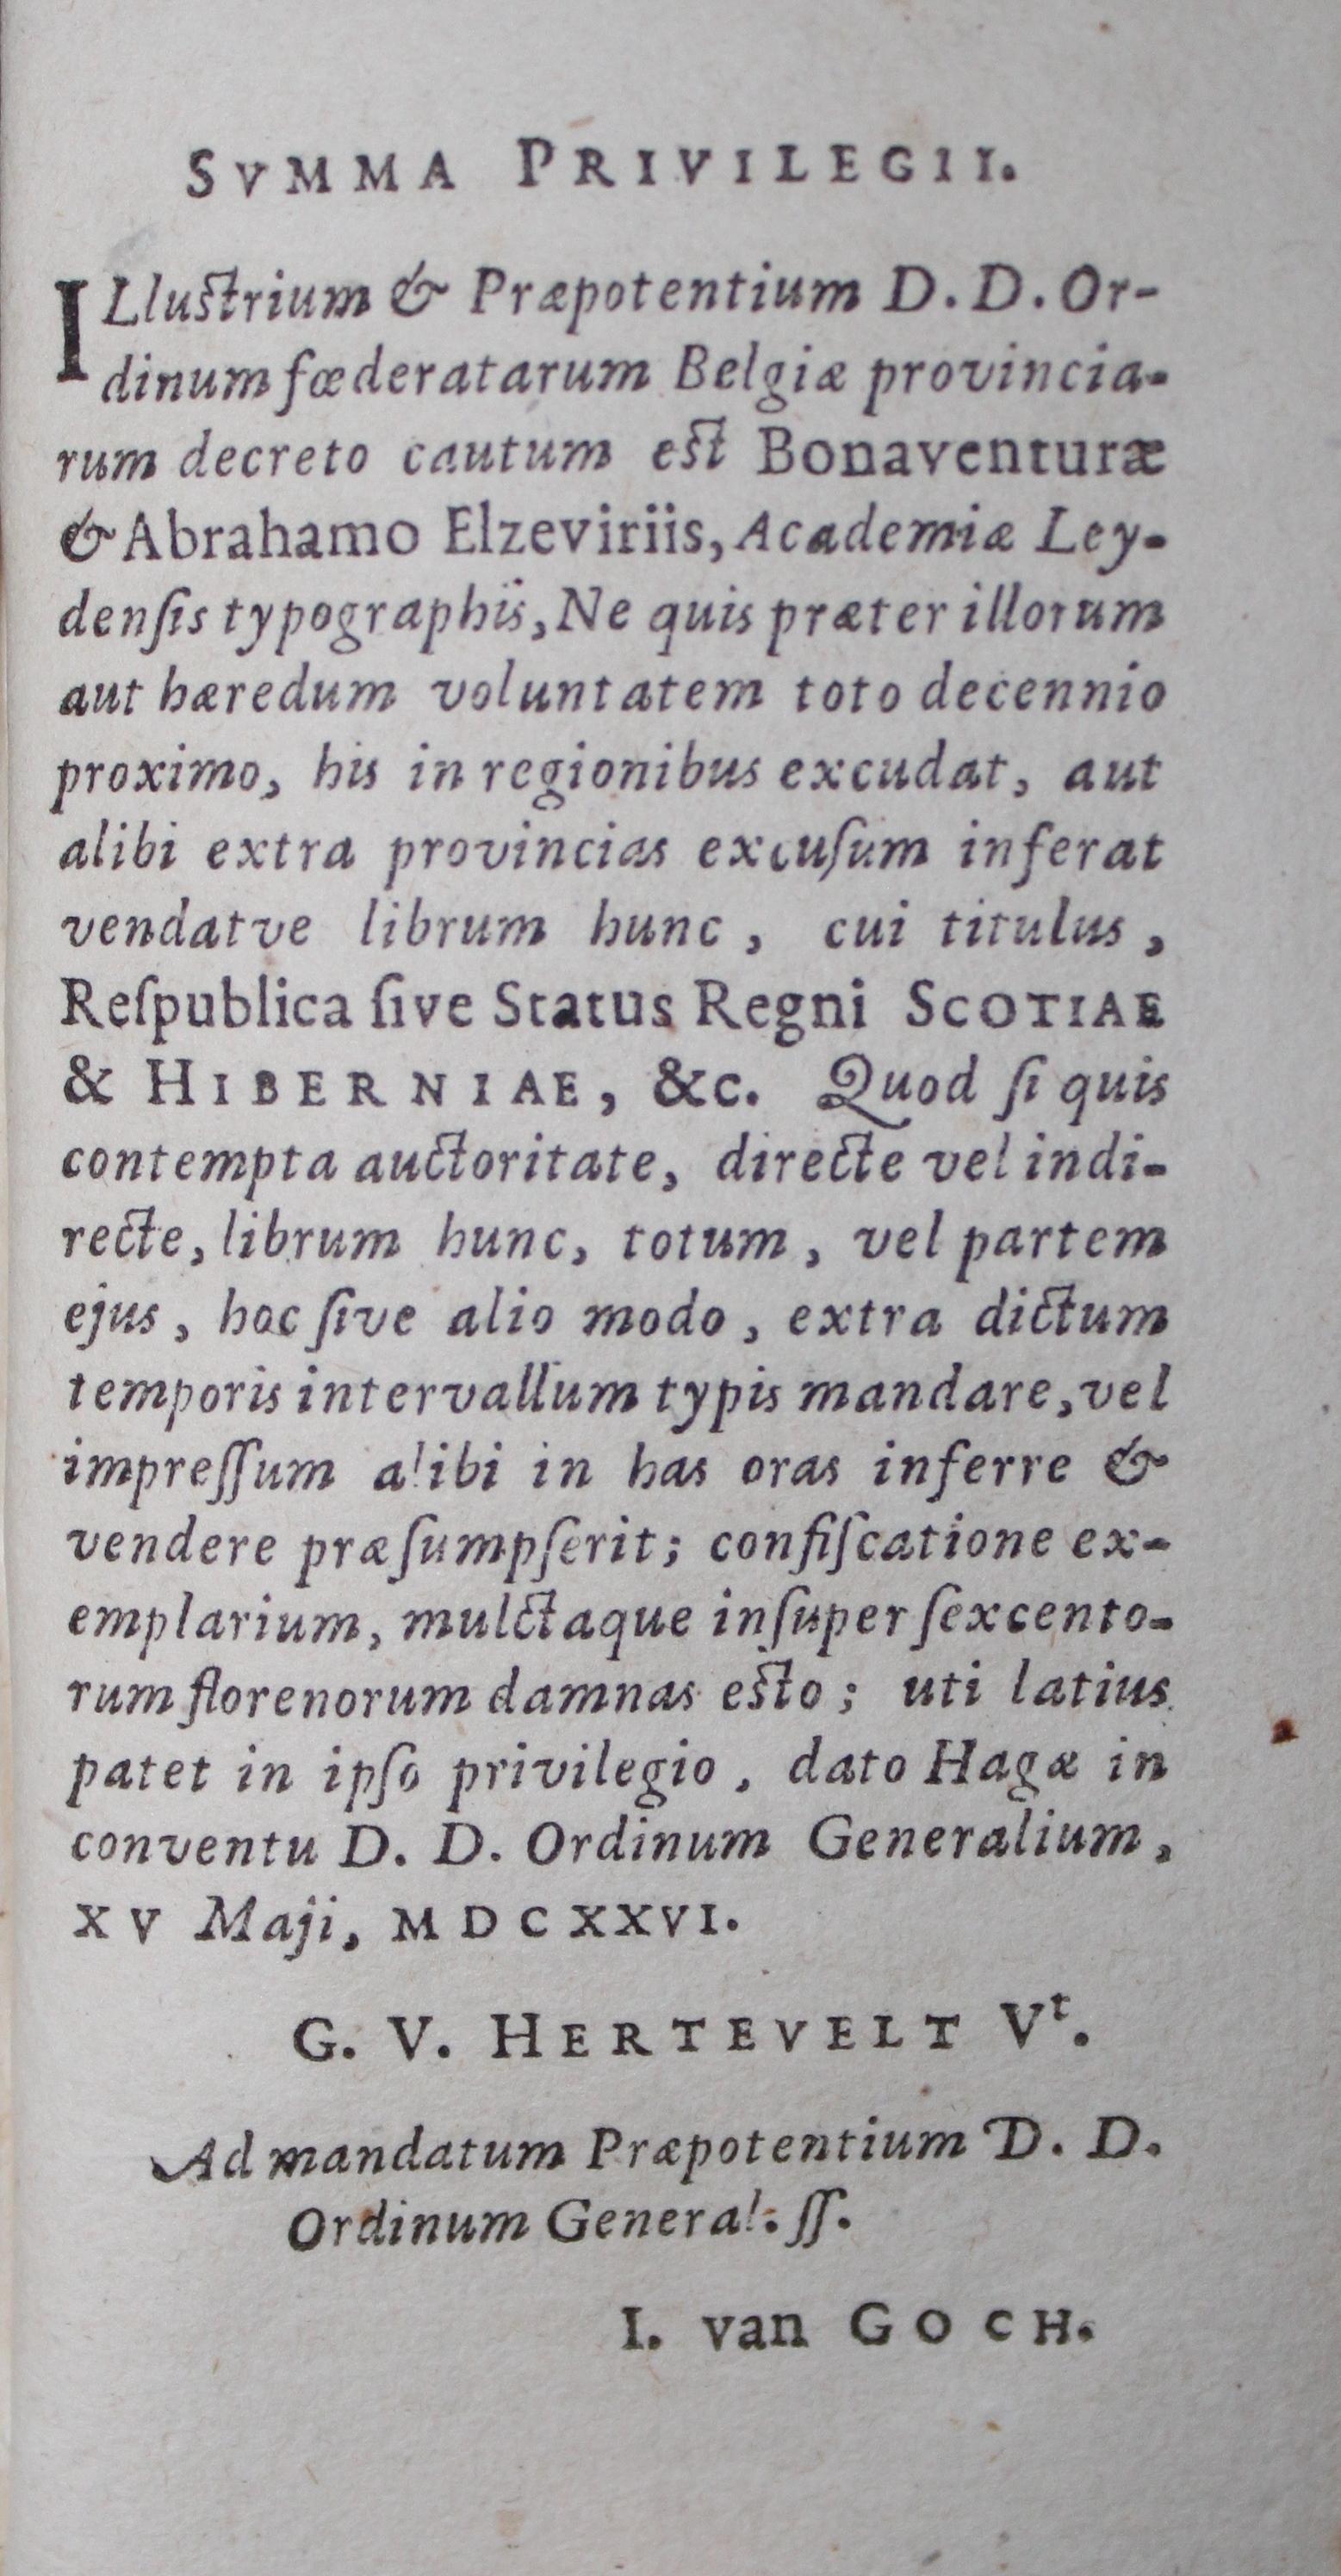 SVMMA PRIVILEGII.
ILlustrium & Præpotentium D.D.Or-
dinum fœderatarum Belgiæ provincia-
rum decreto cautum est Bonaventuræ
& Abrahamo Elzeviriis, Academiæ Ley-
denſis typographis, Ne quis præter illorum
aut hæredum voluntatem toto decennio
proximo, his in regionibus excudat, aut
alibi extra provincias excuſum inferat
vendatve librum hunc, cui titulus,
Reſpublica ſive Status Regni SCOTIAE
& HIBERNIAE, &c. Quod ſi quis
contempta auctoritate, directe vel indi-
recte, librum hunc, totum, vel partem
ejus, hoc ſive alio modo, extra dictum
temporis intervallum typis mandare, vel
impreſſum alibi in has oras inferre &
vendere præſumpſerit; confiſcatione ex-
emplarium, mulctaque inſuper ſexcento-
rum florenorum damnas esto; uti latius
patet in ipſo privilegio, dato Hagæ in
conventu D. D. Ordinum Generalium,
XV Maji, MDCXXVI.
G. V. HERTEVELT Vt.
Ad mandatum Præpotentium D. D.
Ordinum General. ſſ.
I. van GOCH.